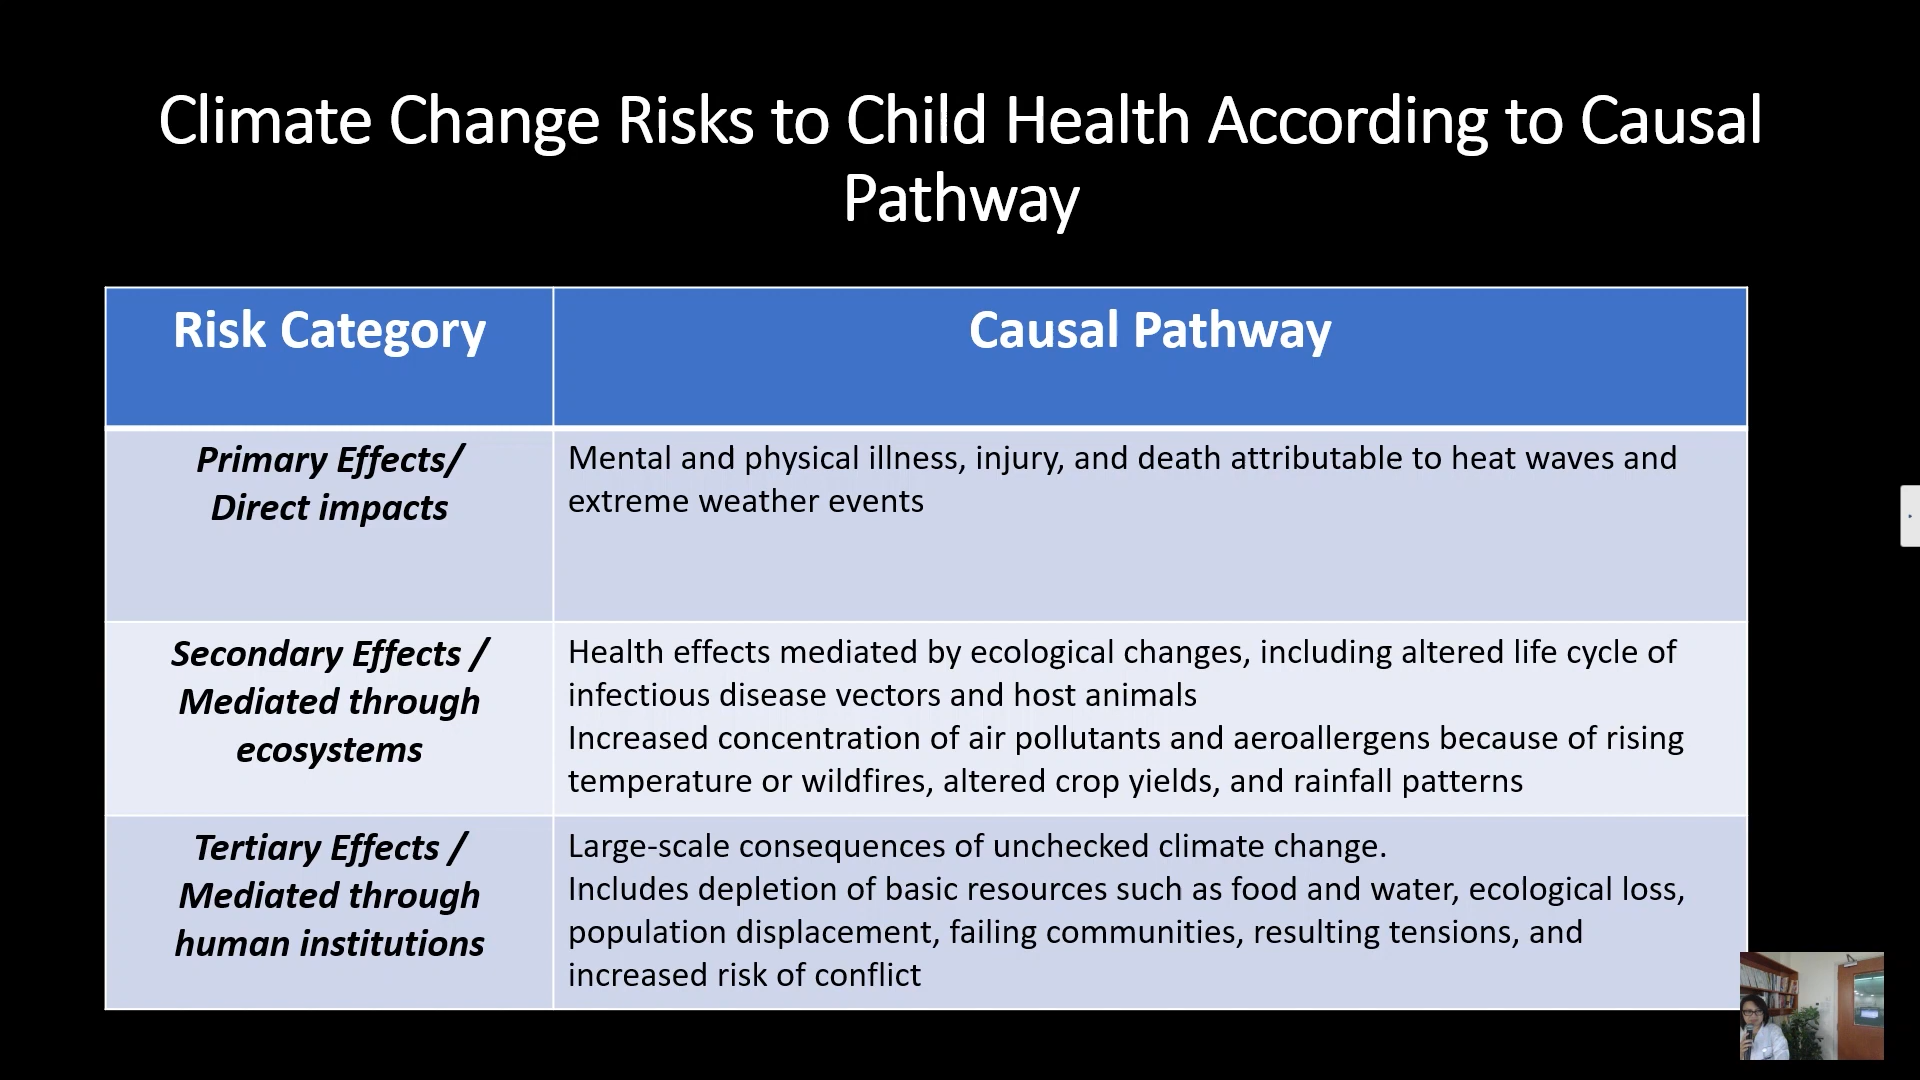 Climate Change Risks to Child Health According to Causal
Pathway
Risk Category
Causal Pathway
Primary Effects/
Direct impacts
Mental and physical illness, injury, and death attributable to heat waves and
extreme weather events
Secondary Effects /
Mediated through
ecosystems
Health effects mediated by ecological changes, including altered life cycle of
infectious disease vectors and host animals
Increased concentration of air pollutants and aeroallergens because of rising
temperature or wildfires, altered crop yields, and rainfall patterns
Tertiary Effects /
Mediated through
human institutions
Large-scale consequences of unchecked climate change.
Includes depletion of basic resources such as food and water, ecological loss,
population displacement, failing communities, resulting tensions, and
increased risk of conflict